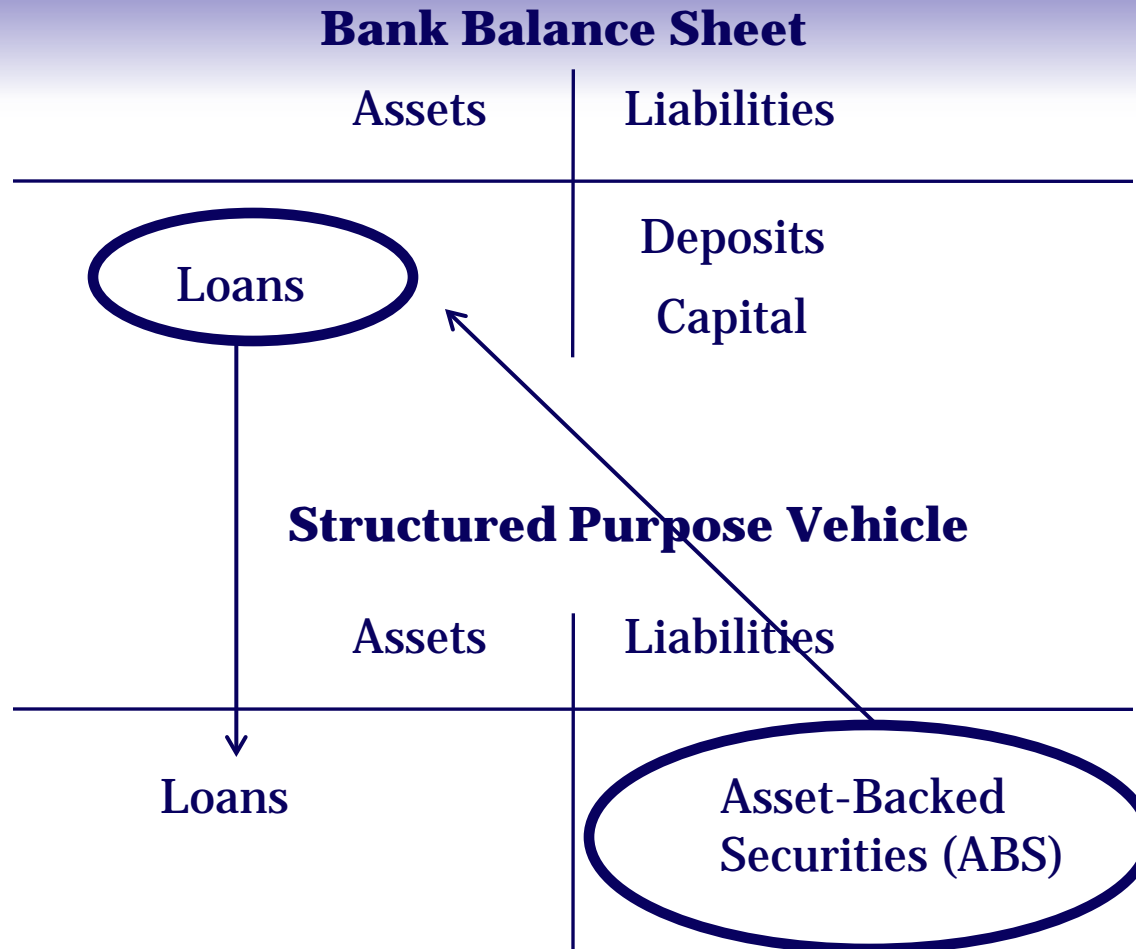 Bank Balance Sheet
Assets
Liabilities
Loans
Deposits
Capital
Structured Purpose Vehicle
Assets
Liabilities
Loans
Asset-Backed
Securities (ABS)